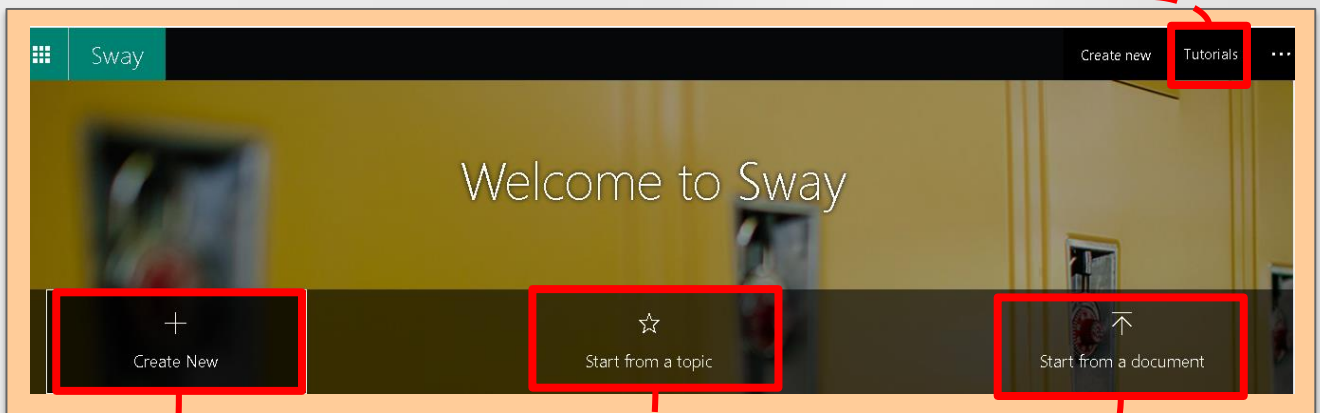 Sway
Create new
Tutorials
Welcome to Sway
Create New
Start from a topic
Start from a document